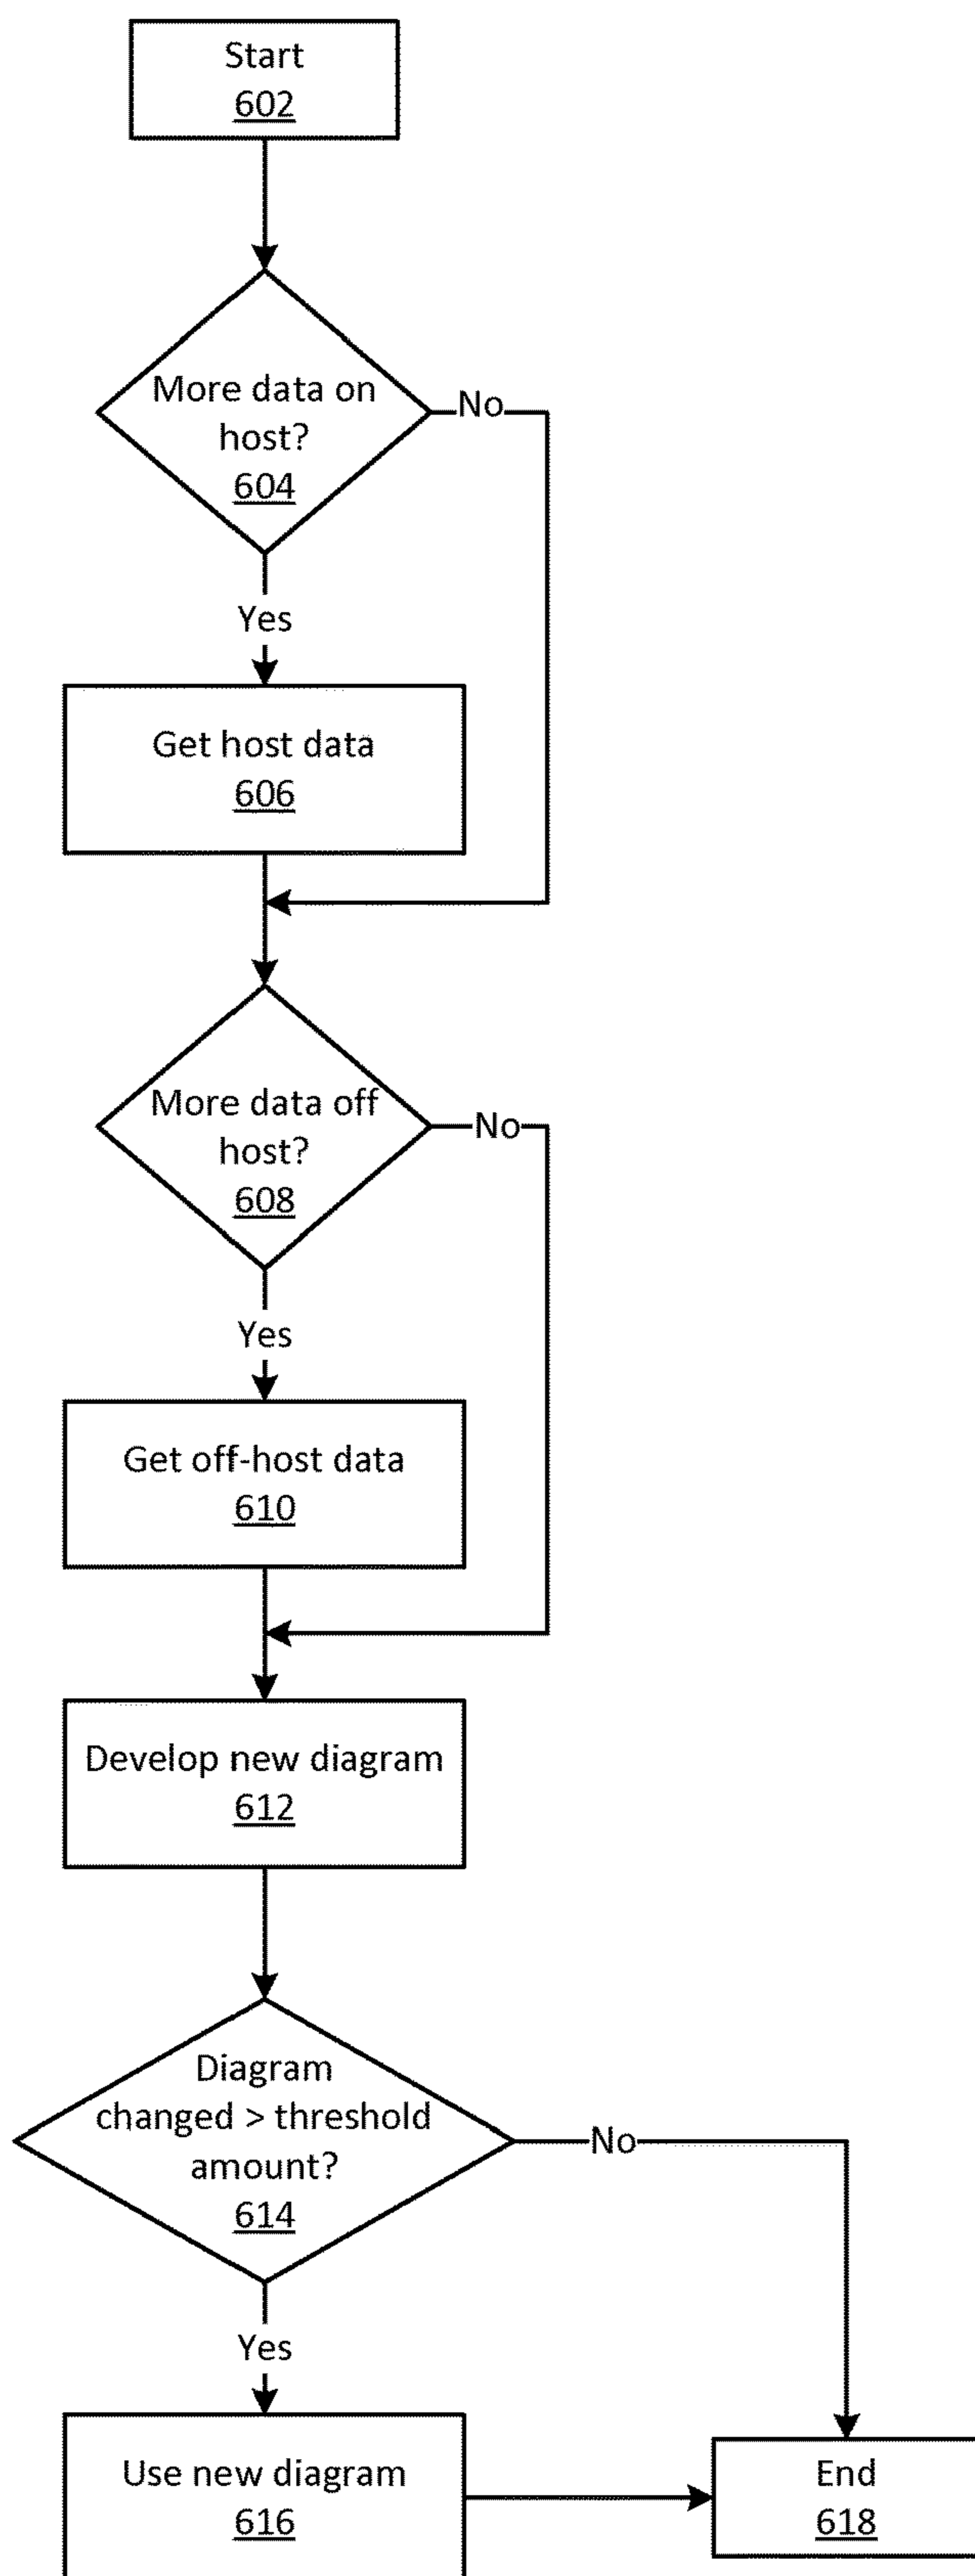 Start
602
More data on
host?
604
No
Yes
Get host data
606
More data off
host?
608
No
Yes
Get off-host data
610
Develop new diagram
612
Diagram
changed > threshold
amount?
614
No
Yes
Use new diagram
616
End
618